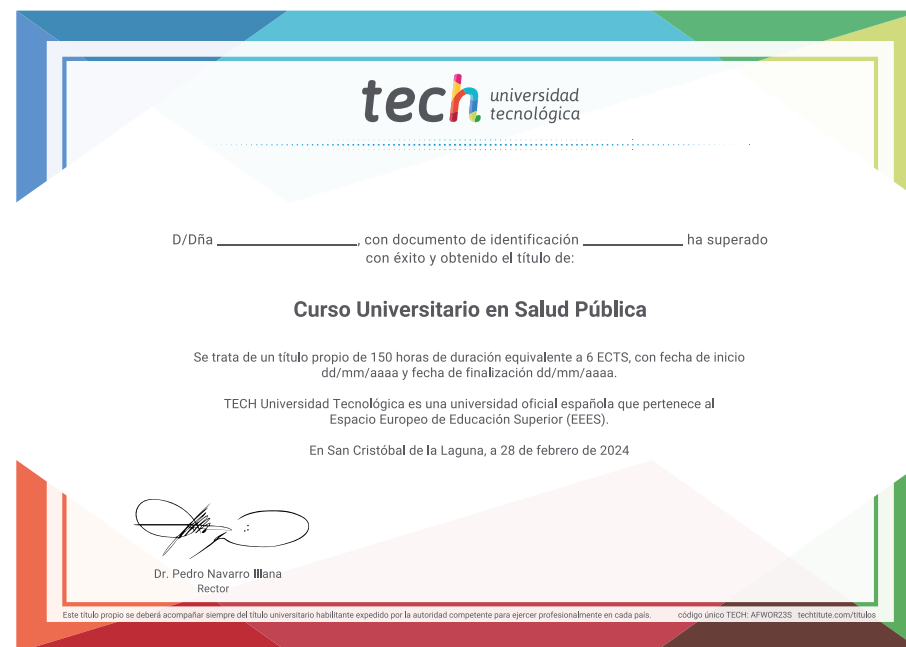 tech universidad
tecnológica
D/Dña ____________________, con documento de identificación ______________ ha superado
con éxito y obtenido el título de:
Curso Universitario en Salud Pública
Se trata de un título propio de 150 horas de duración equivalente a 6 ECTS, con fecha de inicio
dd/mm/aaaa y fecha de finalización dd/mm/aaaa.
TECH Universidad Tecnológica es una universidad oficial española que pertenece al
Espacio Europeo de Educación Superior (EEES).
En San Cristóbal de la Laguna, a 28 de febrero de 2024
Dr. Pedro Navarro Illana
Rector
Este título propio se deberá acompañar siempre del título universitario habilitante expedido por la autoridad competente para ejercer profesionalmente en cada país. código único TECH: AFWOR23S techtitute.com/titulos